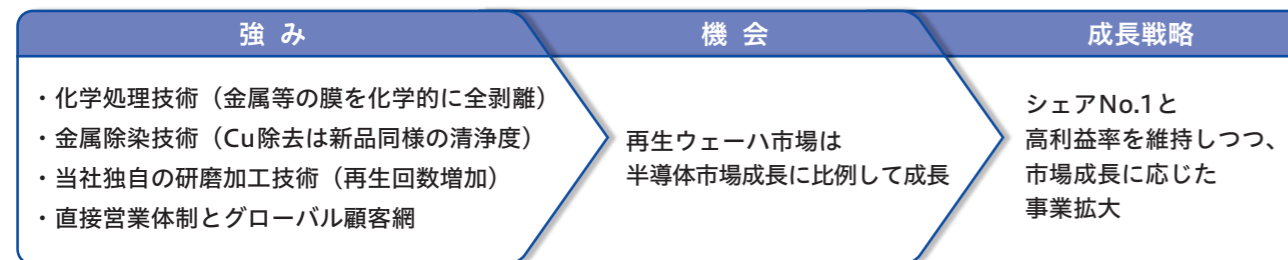 強 み
・化学処理技術（金属等の膜を化学的に全剥離）
・金属除染技術（Cu除去は新品同様の清浄度）
・当社独自の研磨加工技術（再生回数増加）
・直接営業体制とグローバル顧客網
機 会
再生ウェーハ市場は
半導体市場成長に比例して成長
成長戦略
シェアNo.1と
高利益率を維持しつつ、
市場成長に応じた
事業拡大